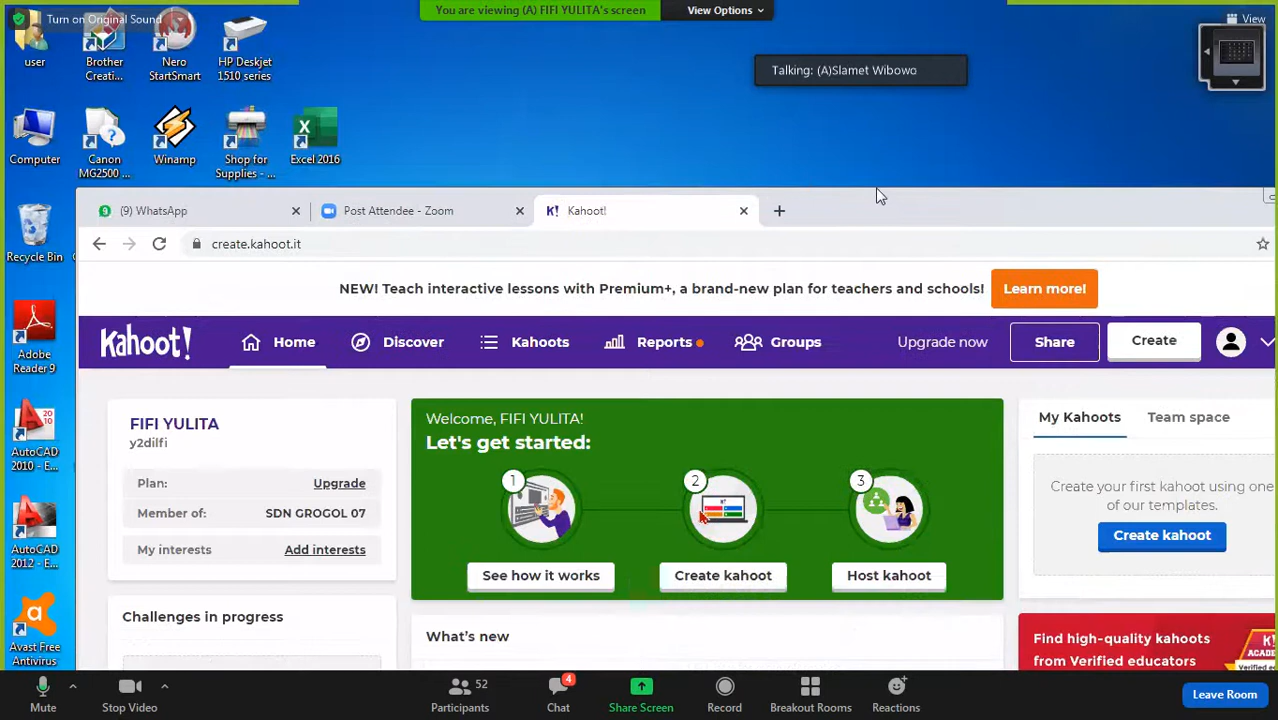 Turn on Original Sound
You are viewing (A) FIFI YULITA's screen
View Options
View
Talking: (A)Slamet Wibowo
user
Brother
Creati...
Nero
StartSmart
HP Deskjet
1510 series
Computer
Canon
MG2500 ...
Winamp
Shop for
Supplies - ...
Excel 2016
Recycle Bin
Adobe
Reader 9
AutoCAD
2010 - E...
AutoCAD
2012 - E...
Avast Free
Antivirus
(9) WhatsApp
Post Attendee - Zoom
K! Kahoot!
create.kahoot.it
NEW! Teach interactive lessons with Premium+, a brand-new plan for teachers and schools!
Learn more!
Kahoot!
Home
Discover
Kahoots
Reports
Groups
Upgrade now
Share
Create
FIFI YULITA
y2dilfi
Plan: Upgrade
Member of: SDN GROGOL 07
My interests Add interests
Challenges in progress
Welcome, FIFI YULITA!
Let's get started:
1
2
3
See how it works
Create kahoot
Host kahoot
What's new
My Kahoots
Team space
Create your first kahoot using one
of our templates.
Create kahoot
Find high-quality kahoots
from Verified educators
Mute
Stop Video
52
Participants
4
Chat
Share Screen
Record
Breakout Rooms
Reactions
Leave Room